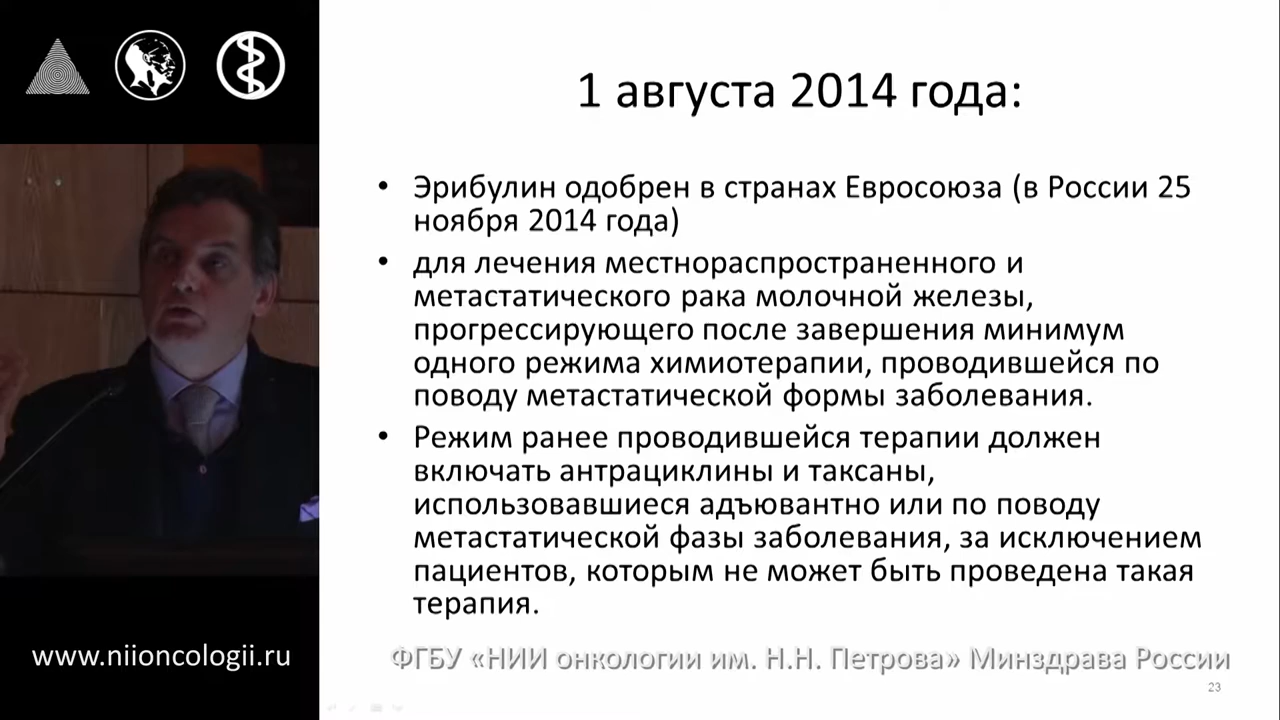 1 августа 2014 года:
• Эрибулин одобрен в странах Евросоюза (в России 25
ноября 2014 года)
• для лечения местнораспространенного и
метастатического рака молочной железы,
прогрессирующего после завершения минимум
одного режима химиотерапии, проводившейся по
поводу метастатической формы заболевания.
• Режим ранее проводившейся терапии должен
включать антрациклины и таксаны,
использовавшиеся адъювантно или по поводу
метастатической фазы заболевания, за исключением
пациентов, которым не может быть проведена такая
терапия.
www.niioncologii.ru
ФГБУ «НИИ онкологии им. Н.Н. Петрова» Минздрава России
23